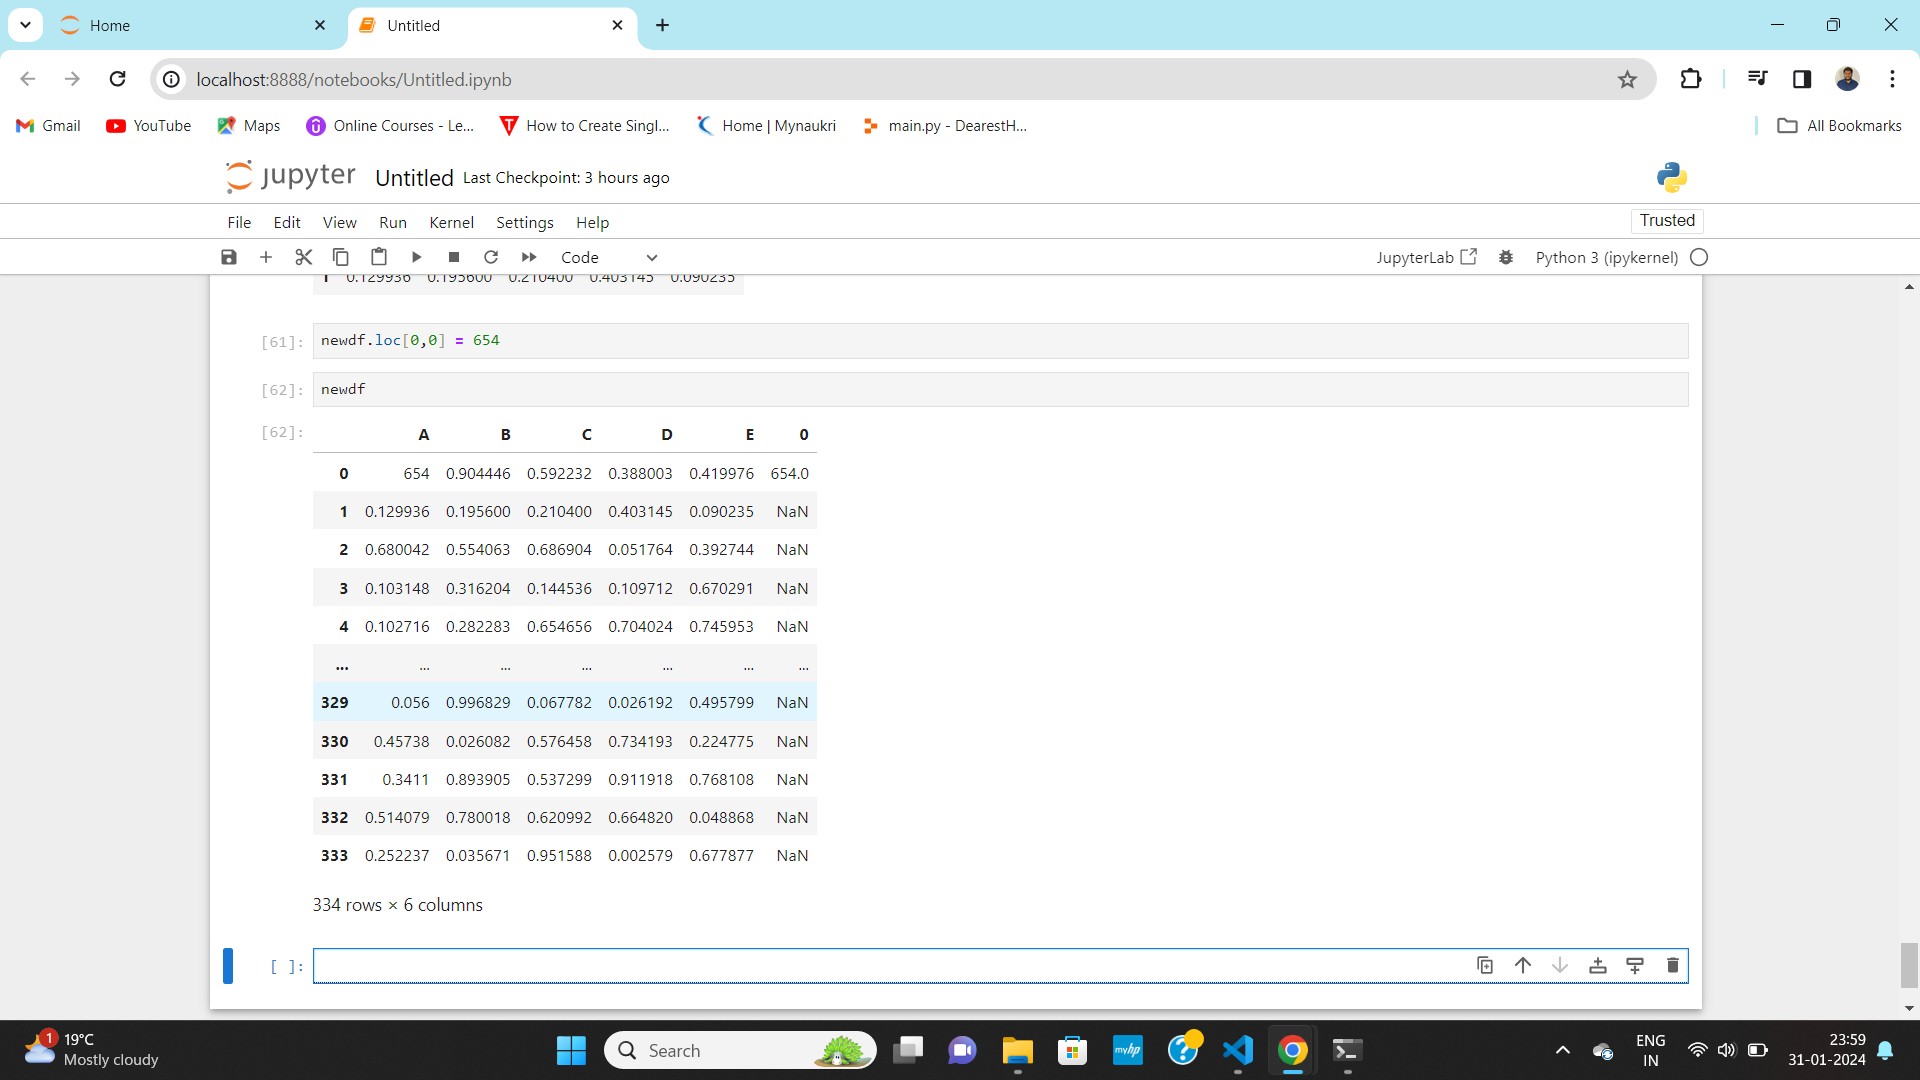 Home
Untitled
localhost:8888/notebooks/Untitled.ipynb
Gmail
YouTube
Maps
Online Courses - Le...
How to Create Singl...
Home | Mynaukri
main.py - DearestH...
All Bookmarks
jupyter Untitled Last Checkpoint: 3 hours ago
File Edit View Run Kernel Settings Help
Trusted
Code
JupyterLab
Python 3 (ipykernel)
1 0.129936 0.195600 0.210400 0.403145 0.090235
[61]: newdf.loc[0,0] = 654
[62]: newdf
[62]:
A B C D E 0
0 654 0.904446 0.592232 0.388003 0.419976 654.0
1 0.129936 0.195600 0.210400 0.403145 0.090235 NaN
2 0.680042 0.554063 0.686904 0.051764 0.392744 NaN
3 0.103148 0.316204 0.144536 0.109712 0.670291 NaN
4 0.102716 0.282283 0.654656 0.704024 0.745953 NaN
... ... ... ... ... ... ...
329 0.056 0.996829 0.067782 0.026192 0.495799 NaN
330 0.45738 0.026082 0.576458 0.734193 0.224775 NaN
331 0.3411 0.893905 0.537299 0.911918 0.768108 NaN
332 0.514079 0.780018 0.620992 0.664820 0.048868 NaN
333 0.252237 0.035671 0.951588 0.002579 0.677877 NaN
334 rows × 6 columns
[ ]:
1
19°C
Mostly cloudy
Search
myhp
ENG
IN
23:59
31-01-2024